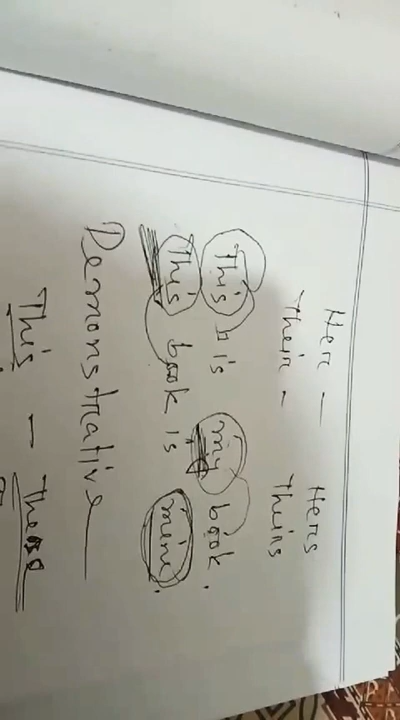 Her — Hers
Their - Theirs
This is my book.
This book is mine.
Demonstrative
This — These